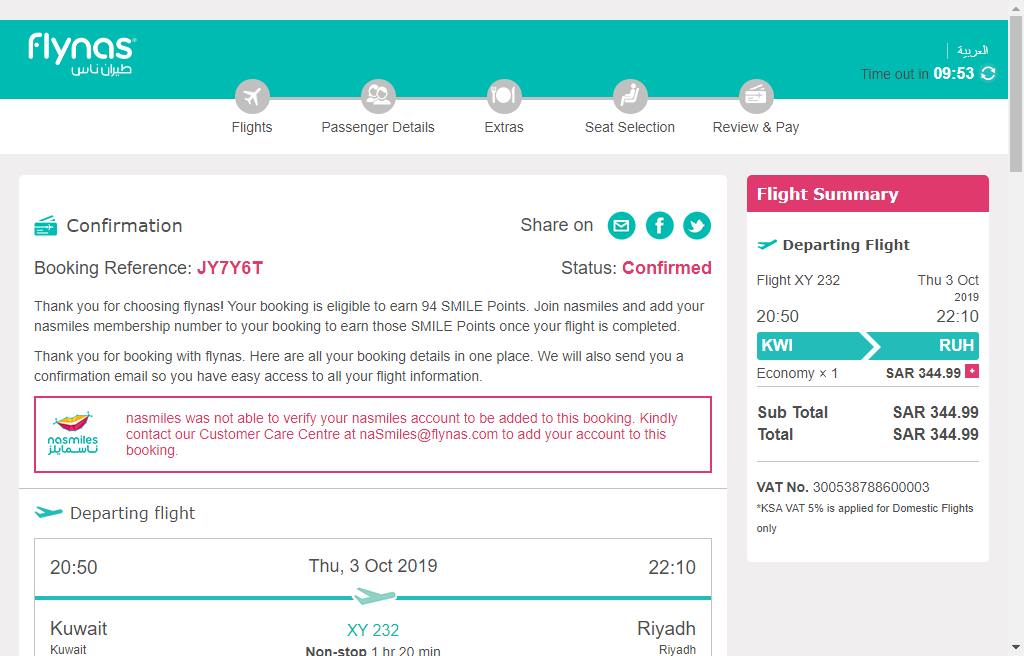 flynas
طيران ناس
العربية
Time out in 09:53
Flights
Passenger Details
Extras
Seat Selection
Review & Pay
Confirmation
Share on
Booking Reference: JY7Y6T
Status: Confirmed
Thank you for choosing flynas! Your booking is eligible to earn 94 SMILE Points. Join nasmiles and add your
nasmiles membership number to your booking to earn those SMILE Points once your flight is completed.
Thank you for booking with flynas. Here are all your booking details in one place. We will also send you a
confirmation email so you have easy access to all your flight information.
nasmiles
ناسمايلز
nasmiles was not able to verify your nasmiles account to be added to this booking. Kindly
contact our Customer Care Centre at naSmiles@flynas.com to add your account to this
booking.
Departing flight
20:50
Thu, 3 Oct 2019
22:10
Kuwait
XY 232
Riyadh
Kuwait
Non-stop 1 hr 20 min
Riyadh
Flight Summary
Departing Flight
Flight XY 232
Thu 3 Oct
2019
20:50
22:10
KWI
RUH
Economy × 1
SAR 344.99 +
Sub Total
SAR 344.99
Total
SAR 344.99
VAT No. 300538788600003
*KSA VAT 5% is applied for Domestic Flights
only